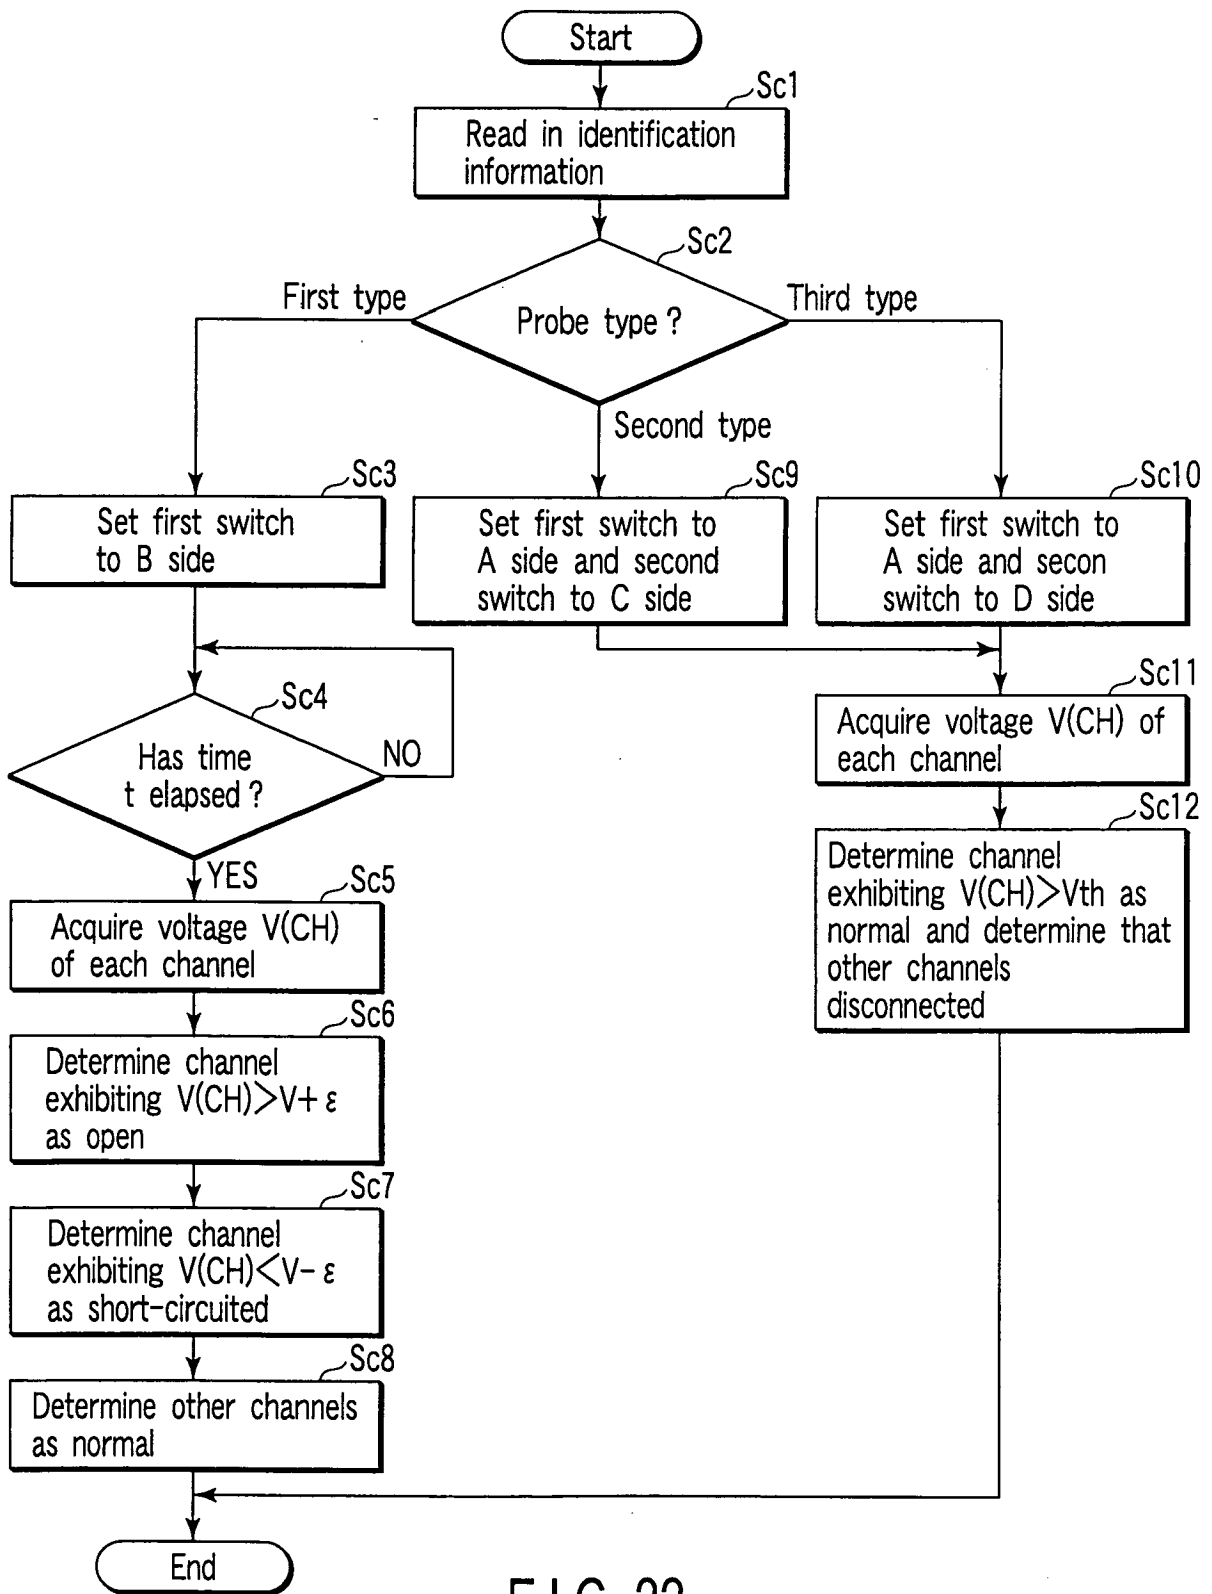 Start
Sc1
Read in identification
information
Sc2
First type
Probe type ?
Third type
Second type
Sc3
Set first switch
to B side
Sc9
Set first switch to
A side and second
switch to C side
Sc10
Set first switch to
A side and secon
switch to D side
Sc4
Has time
t elapsed ?
NO
YES
Sc11
Acquire voltage V(CH) of
each channel
Sc12
Determine channel
exhibiting V(CH)>Vth as
normal and determine that
other channels
disconnected
Sc5
Acquire voltage V(CH)
of each channel
Sc6
Determine channel
exhibiting V(CH)>V+ ε
as open
Sc7
Determine channel
exhibiting V(CH)<V- ε
as short-circuited
Sc8
Determine other channels
as normal
End